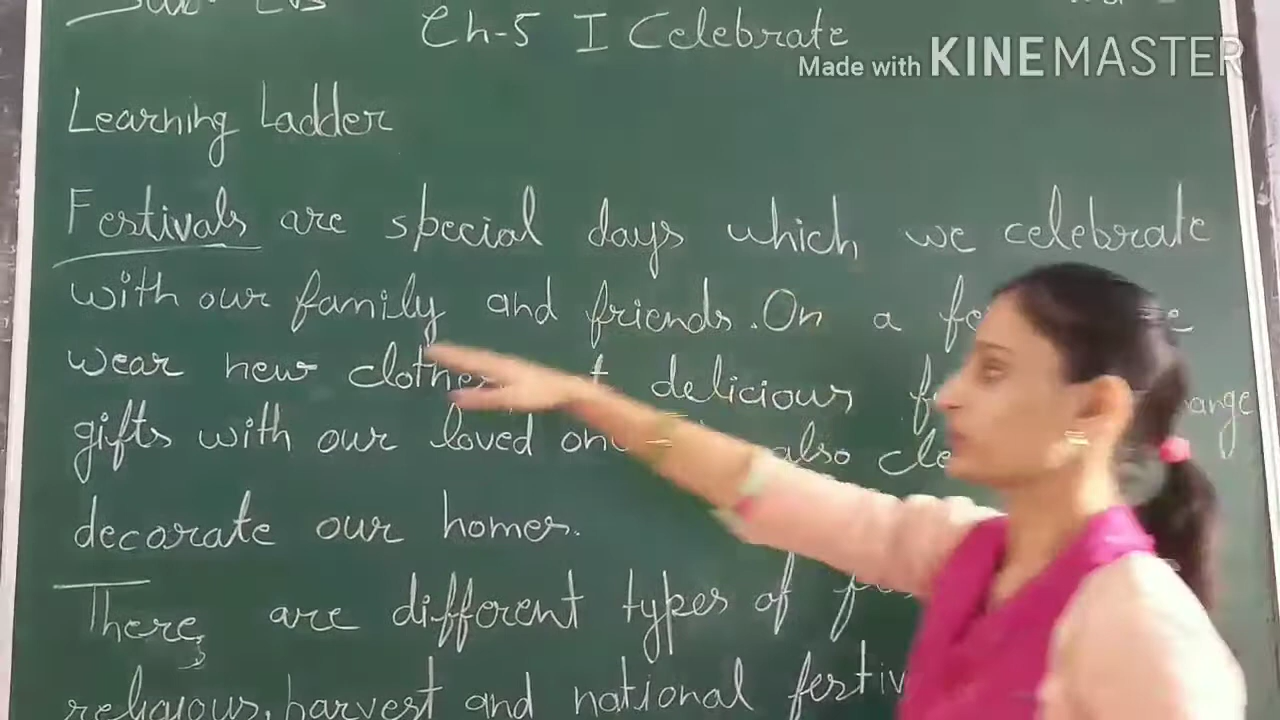 Ch-5 I Celebrate
Made with KINEMASTER
Learning Ladder
Festivals are special days which we celebrate
with our family and friends. On a
wear new clothes delicious
gifts with our loved also
decorate our homes.
There are different types of
religious, harvest and national